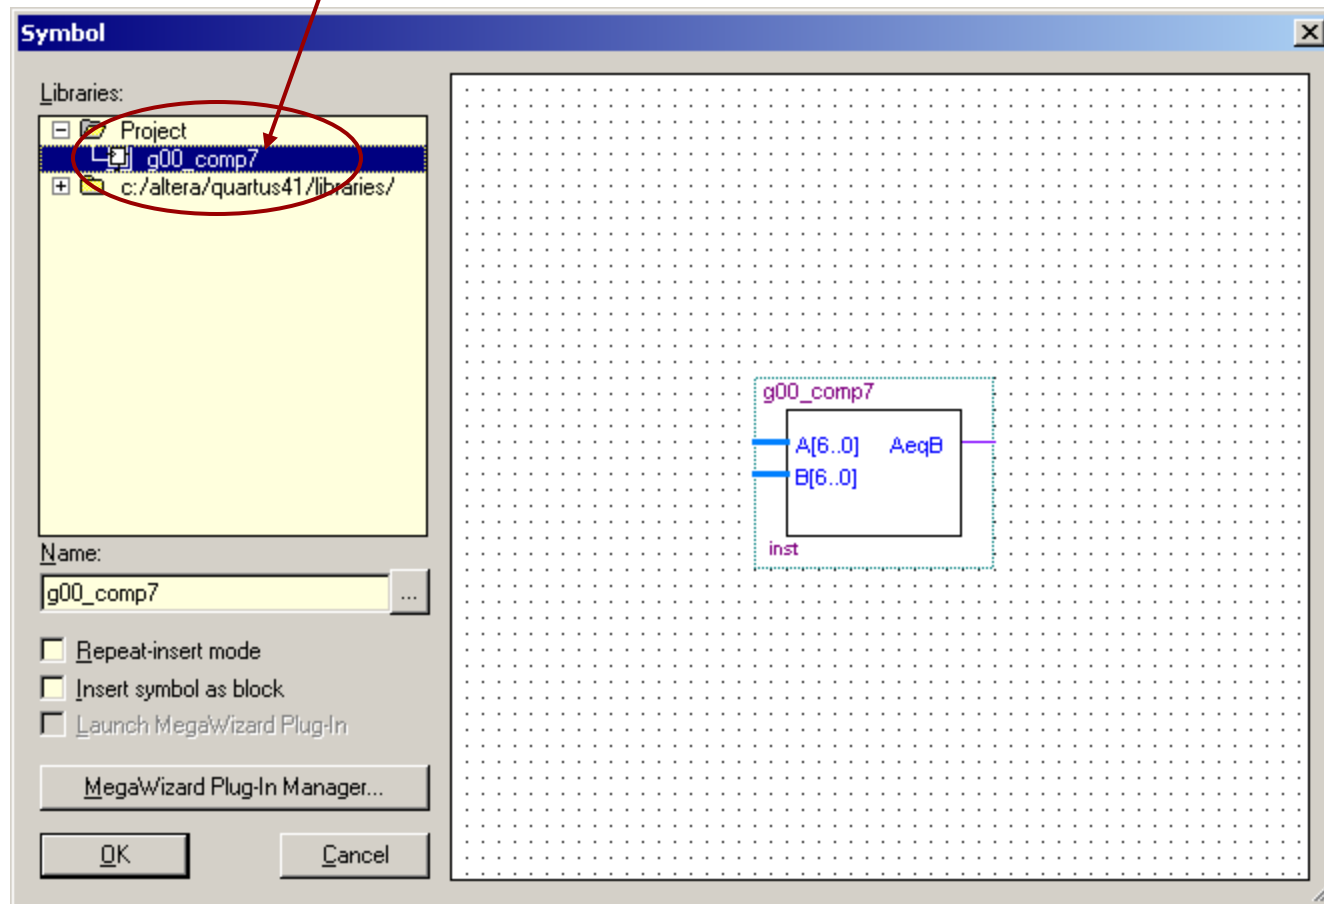 Symbol
Libraries:
Project
g00_comp7
c:/altera/quartus41/libraries/
Name:
g00_comp7
...
Repeat-insert mode
Insert symbol as block
Launch MegaWizard Plug-In
MegaWizard Plug-In Manager...
OK
Cancel
g00_comp7
A[6..0] AeqB
B[6..0]
inst